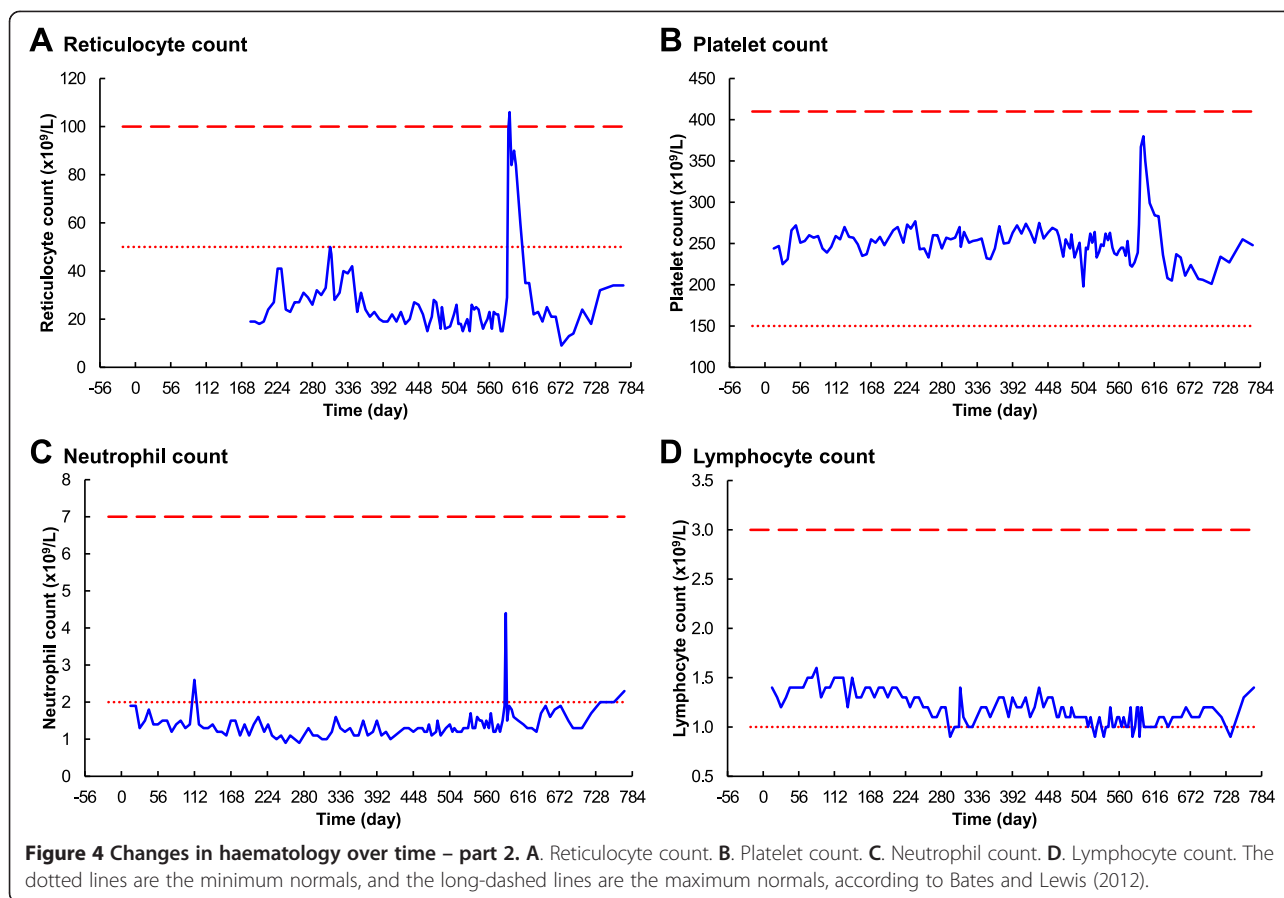 A Reticulocyte count
120
100
80
60
40
20
0
Reticulocyte count (x10⁹/L)
-56 0 56 112 168 224 280 336 392 448 504 560 616 672 728 784
Time (day)
B Platelet count
450
400
350
300
250
200
150
100
Platelet count (x10⁹/L)
-56 0 56 112 168 224 280 336 392 448 504 560 616 672 728 784
Time (day)
C Neutrophil count
8
7
6
5
4
3
2
1
0
Neutrophil count (x10⁹/L)
-56 0 56 112 168 224 280 336 392 448 504 560 616 672 728 784
Time (day)
D Lymphocyte count
3.5
3.0
2.5
2.0
1.5
1.0
0.5
Lymphocyte count (x10⁹/L)
-56 0 56 112 168 224 280 336 392 448 504 560 616 672 728 784
Time (day)
Figure 4 Changes in haematology over time – part 2. A. Reticulocyte count. B. Platelet count. C. Neutrophil count. D. Lymphocyte count. The
dotted lines are the minimum normals, and the long-dashed lines are the maximum normals, according to Bates and Lewis (2012).